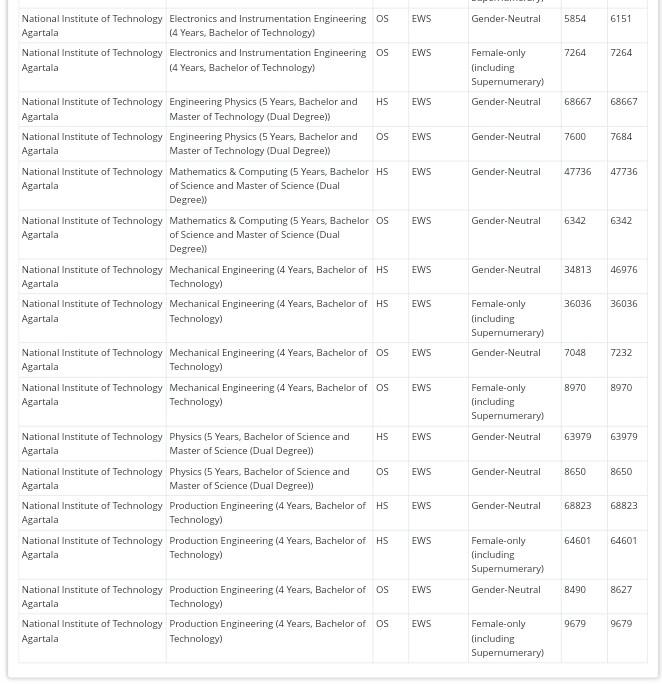 Supernumerary)
National Institute of Technology Electronics and Instrumentation Engineering OS EWS Gender-Neutral 5854 6151
Agartala (4 Years, Bachelor of Technology)
National Institute of Technology Electronics and Instrumentation Engineering OS EWS Female-only 7264 7264
Agartala (4 Years, Bachelor of Technology) (including
Supernumerary)
National Institute of Technology Engineering Physics (5 Years, Bachelor and HS EWS Gender-Neutral 68667 68667
Agartala Master of Technology (Dual Degree))
National Institute of Technology Engineering Physics (5 Years, Bachelor and OS EWS Gender-Neutral 7600 7684
Agartala Master of Technology (Dual Degree))
National Institute of Technology Mathematics & Computing (5 Years, Bachelor HS EWS Gender-Neutral 47736 47736
Agartala of Science and Master of Science (Dual
Degree))
National Institute of Technology Mathematics & Computing (5 Years, Bachelor OS EWS Gender-Neutral 6342 6342
Agartala of Science and Master of Science (Dual
Degree))
National Institute of Technology Mechanical Engineering (4 Years, Bachelor of HS EWS Gender-Neutral 34813 46976
Agartala Technology)
National Institute of Technology Mechanical Engineering (4 Years, Bachelor of HS EWS Female-only 36036 36036
Agartala Technology) (including
Supernumerary)
National Institute of Technology Mechanical Engineering (4 Years, Bachelor of OS EWS Gender-Neutral 7048 7232
Agartala Technology)
National Institute of Technology Mechanical Engineering (4 Years, Bachelor of OS EWS Female-only 8970 8970
Agartala Technology) (including
Supernumerary)
National Institute of Technology Physics (5 Years, Bachelor of Science and HS EWS Gender-Neutral 63979 63979
Agartala Master of Science (Dual Degree))
National Institute of Technology Physics (5 Years, Bachelor of Science and OS EWS Gender-Neutral 8650 8650
Agartala Master of Science (Dual Degree))
National Institute of Technology Production Engineering (4 Years, Bachelor of HS EWS Gender-Neutral 68823 68823
Agartala Technology)
National Institute of Technology Production Engineering (4 Years, Bachelor of HS EWS Female-only 64601 64601
Agartala Technology) (including
Supernumerary)
National Institute of Technology Production Engineering (4 Years, Bachelor of OS EWS Gender-Neutral 8490 8627
Agartala Technology)
National Institute of Technology Production Engineering (4 Years, Bachelor of OS EWS Female-only 9679 9679
Agartala Technology) (including
Supernumerary)